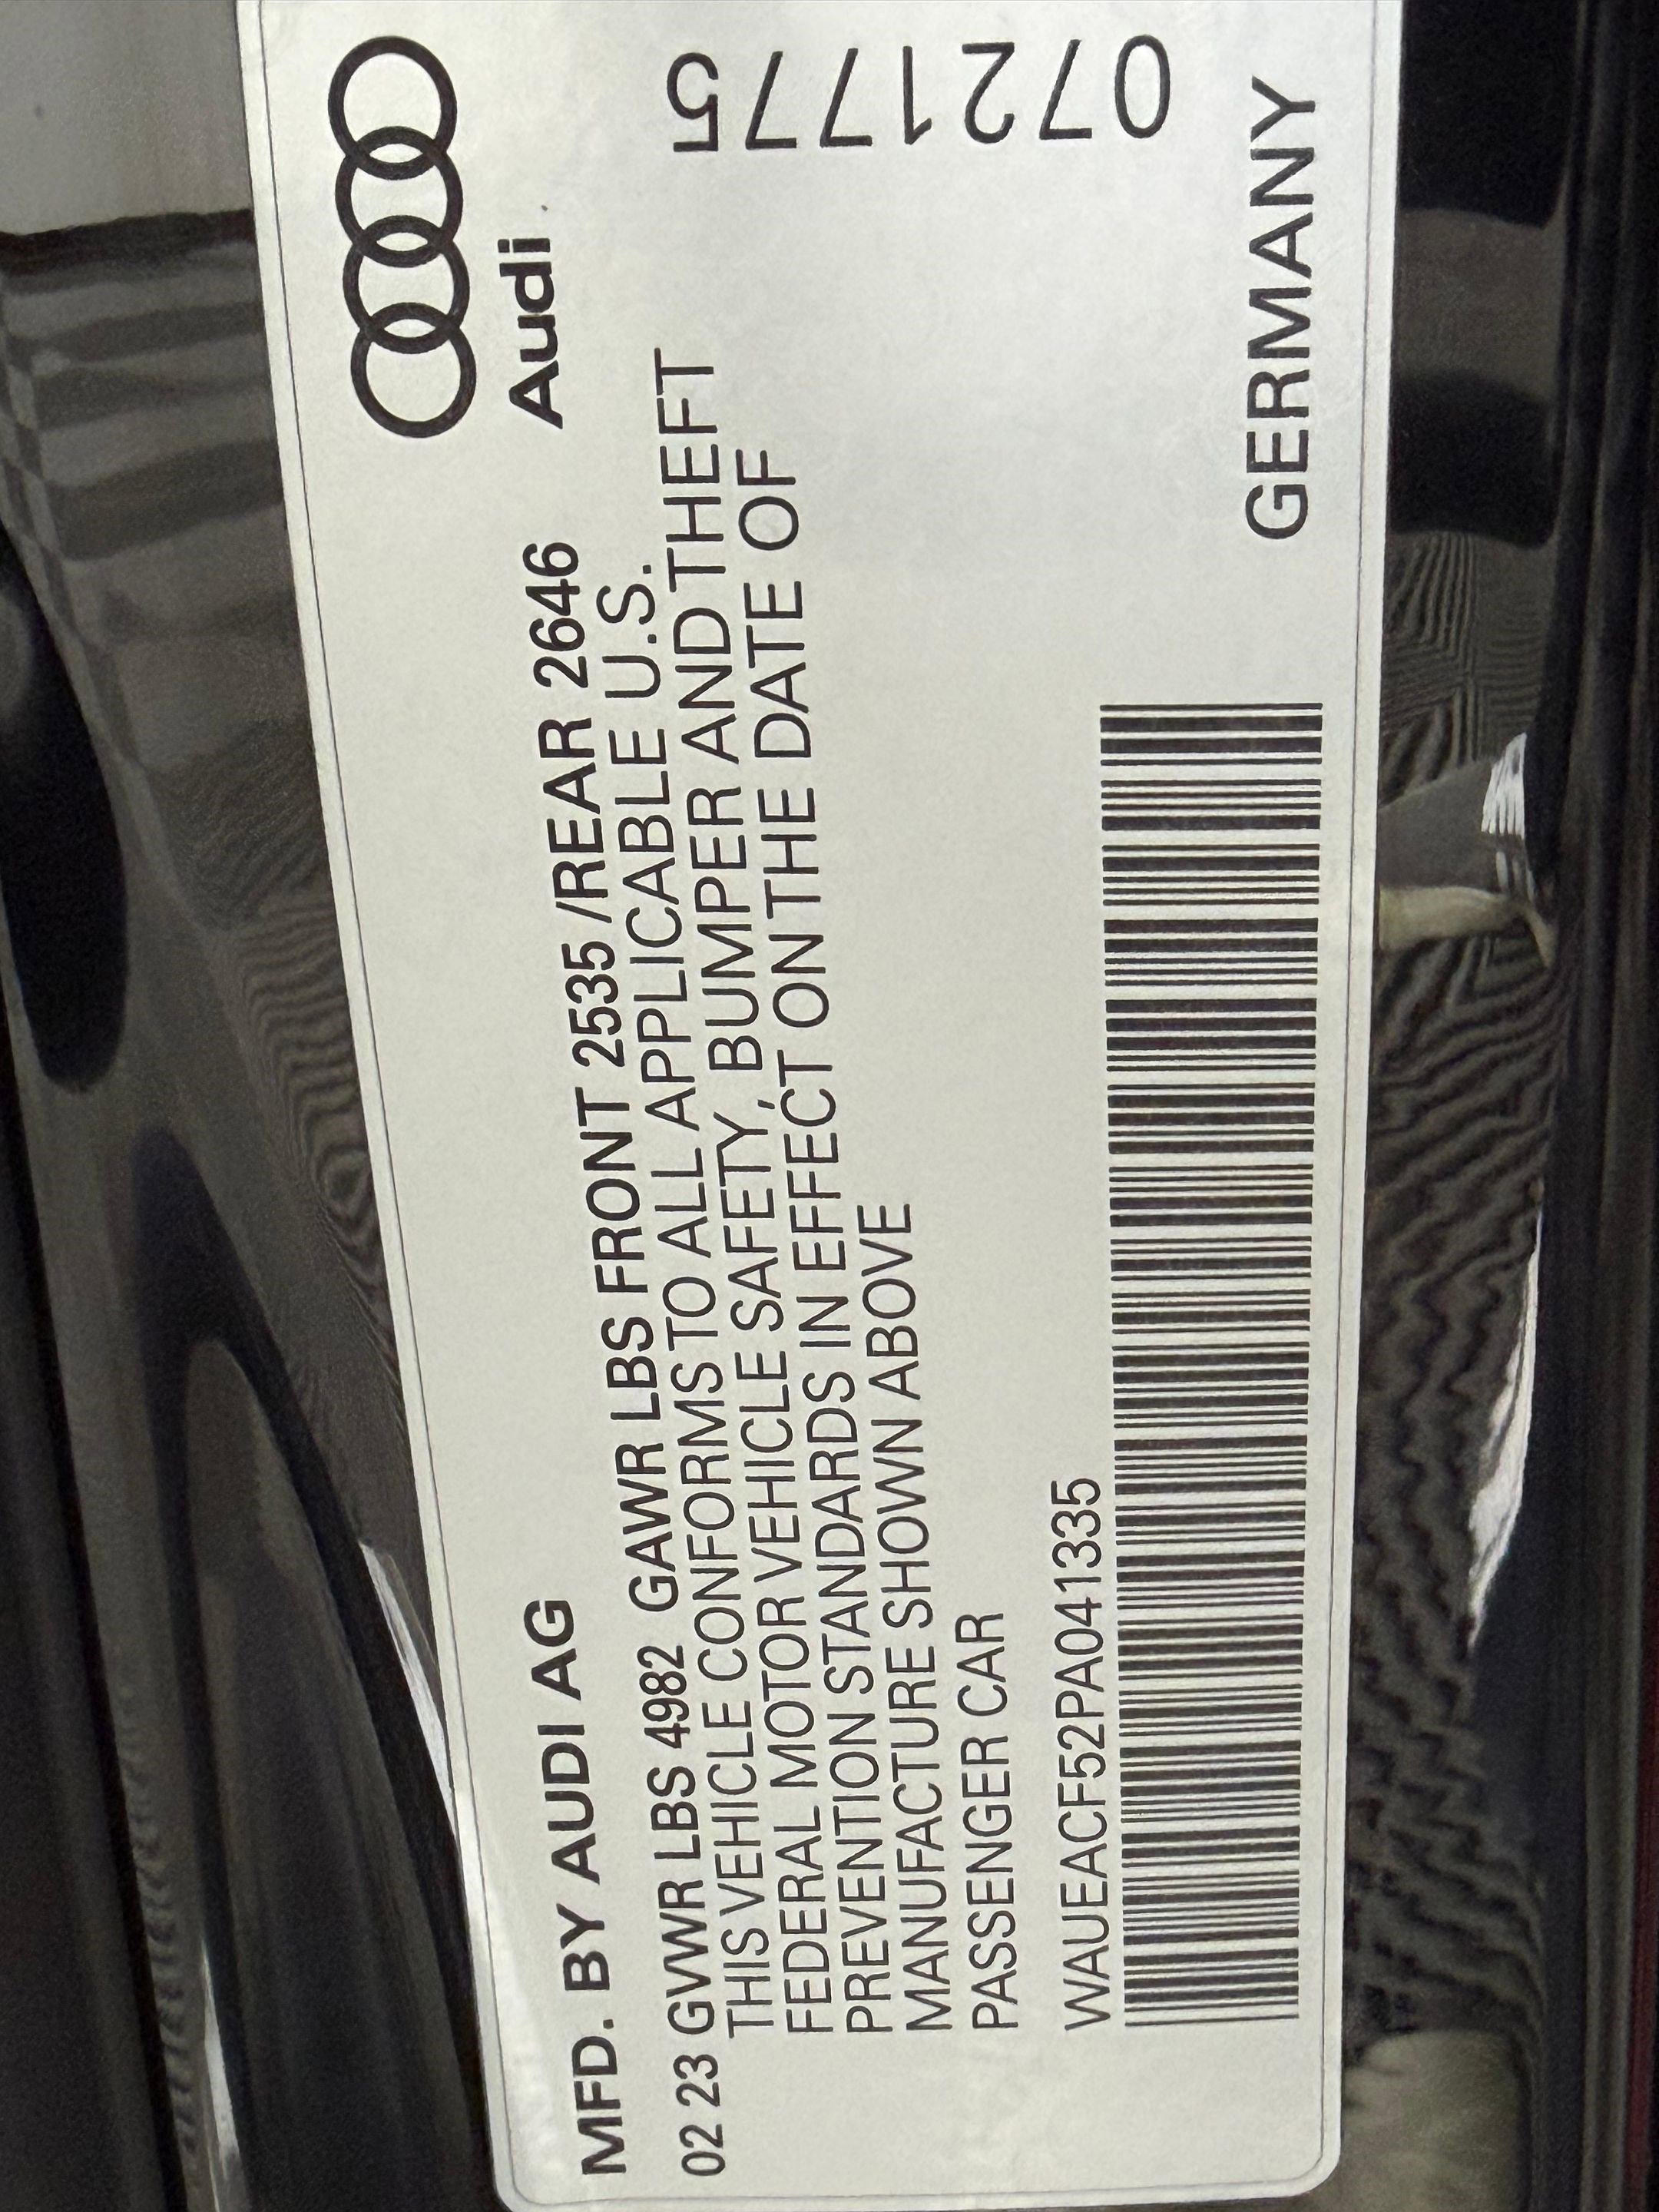 MFD. BY AUDI AG
Audi
02 23 GVWR LBS 4982 GAWR LBS FRONT 2535 /REAR 2646
THIS VEHICLE CONFORMS TO ALL APPLICABLE U.S.
FEDERAL MOTOR VEHICLE SAFETY, BUMPER AND THEFT
PREVENTION STANDARDS IN EFFECT ON THE DATE OF
MANUFACTURE SHOWN ABOVE
PASSENGER CAR
WAUEACF52PA041335
0721775
GERMANY